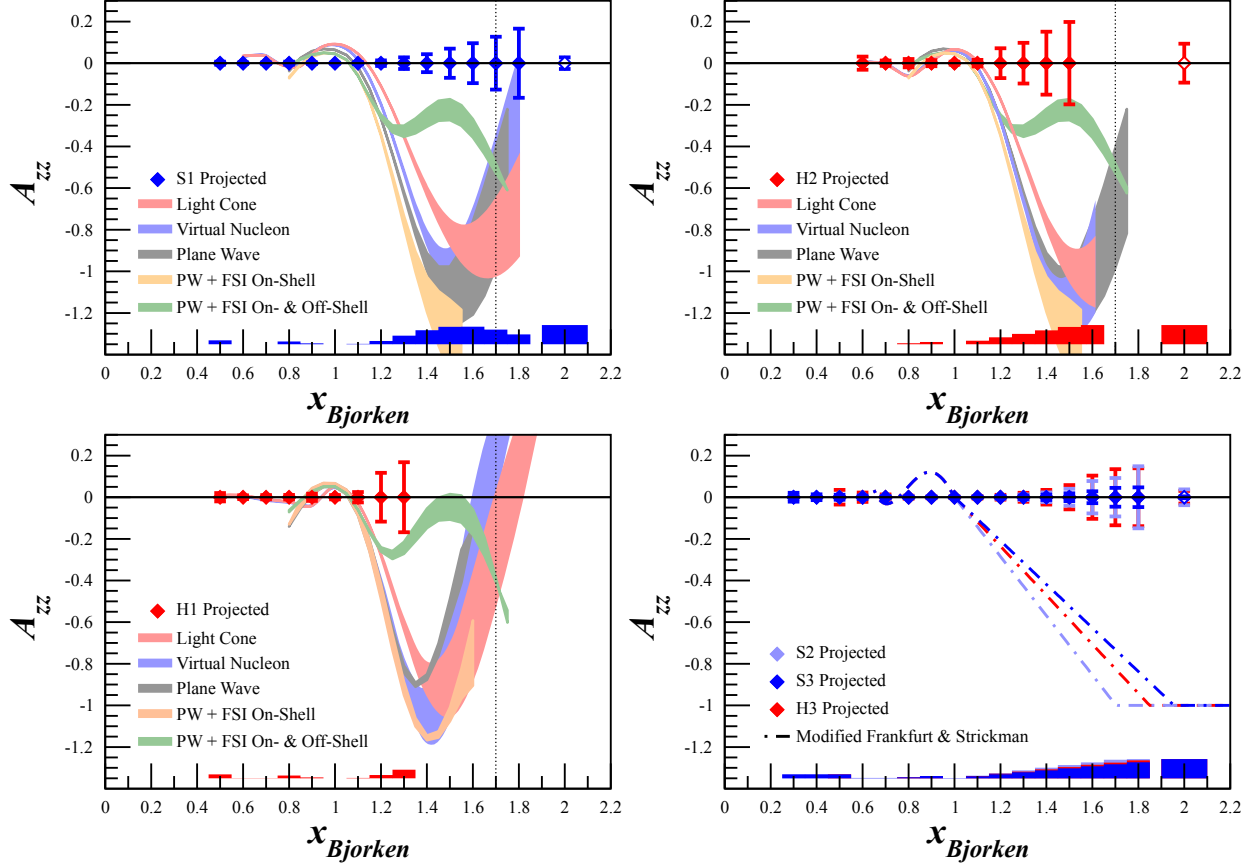 0.2
0
-0.2
-0.4
-0.6
-0.8
-1
-1.2
A_zz
S1 Projected
Light Cone
Virtual Nucleon
Plane Wave
PW + FSI On-Shell
PW + FSI On- & Off-Shell
0 0.2 0.4 0.6 0.8 1 1.2 1.4 1.6 1.8 2 2.2
x_Bjorken
0.2
0
-0.2
-0.4
-0.6
-0.8
-1
-1.2
A_zz
H2 Projected
Light Cone
Virtual Nucleon
Plane Wave
PW + FSI On-Shell
PW + FSI On- & Off-Shell
0 0.2 0.4 0.6 0.8 1 1.2 1.4 1.6 1.8 2 2.2
x_Bjorken
0.2
0
-0.2
-0.4
-0.6
-0.8
-1
-1.2
A_zz
H1 Projected
Light Cone
Virtual Nucleon
Plane Wave
PW + FSI On-Shell
PW + FSI On- & Off-Shell
0 0.2 0.4 0.6 0.8 1 1.2 1.4 1.6 1.8 2 2.2
x_Bjorken
0.2
0
-0.2
-0.4
-0.6
-0.8
-1
-1.2
A_zz
S2 Projected
S3 Projected
H3 Projected
Modified Frankfurt & Strickman
0 0.2 0.4 0.6 0.8 1 1.2 1.4 1.6 1.8 2 2.2
x_Bjorken